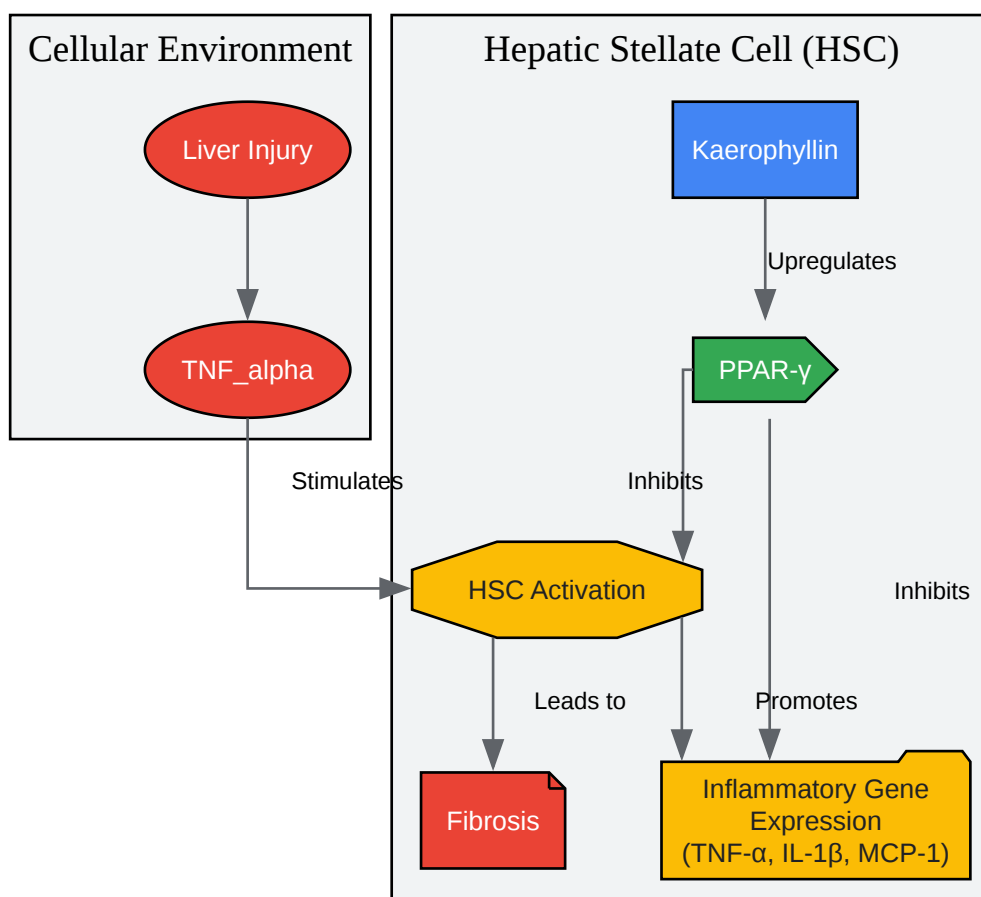 Cellular Environment
Hepatic Stellate Cell (HSC)
Liver Injury
Kaerophyllin
Upregulates
TNF_alpha
PPAR-γ
Stimulates
Inhibits
HSC Activation
Inhibits
Leads to
Promotes
Fibrosis
Inflammatory Gene
Expression
(TNF-α, IL-1β, MCP-1)